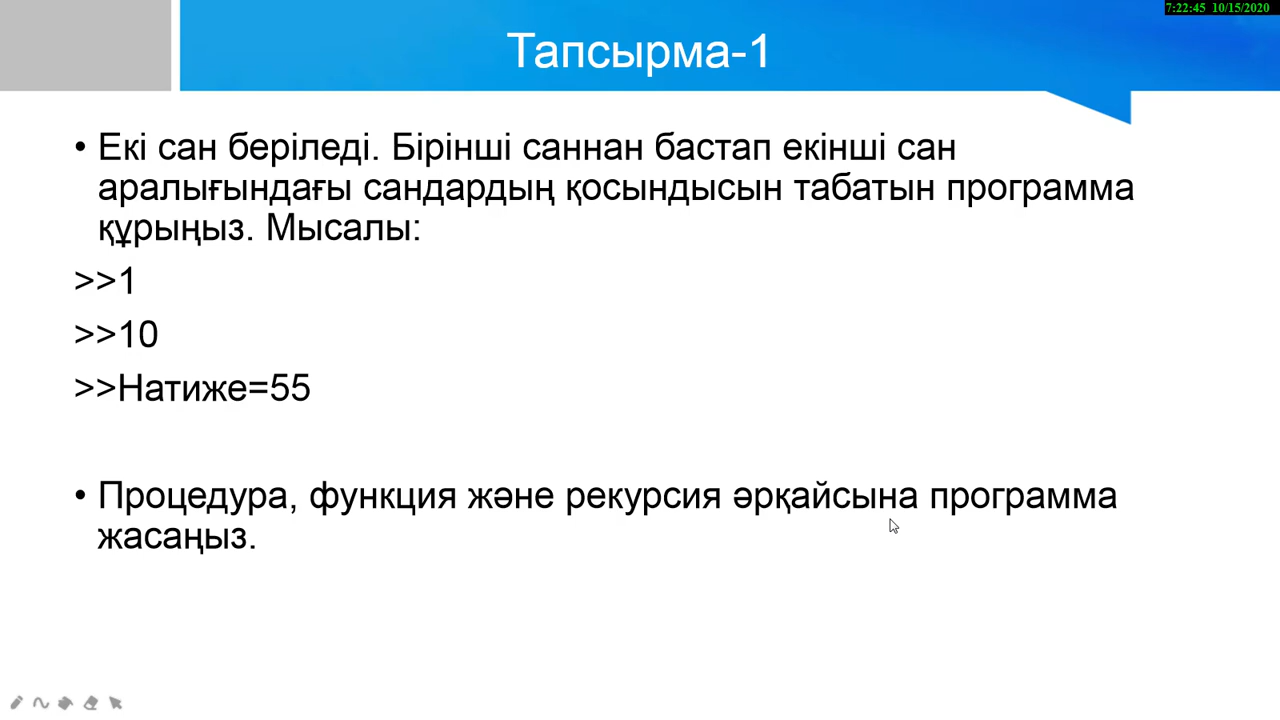 7:22:45 10/15/2020
Тапсырма-1
• Екі сан беріледі. Бірінші саннан бастап екінші сан
аралығындағы сандардың қосындысын табатын программа
құрыңыз. Мысалы:
>>1
>>10
>>Натиже=55
• Процедура, функция және рекурсия әрқайсына программа
жасаңыз.